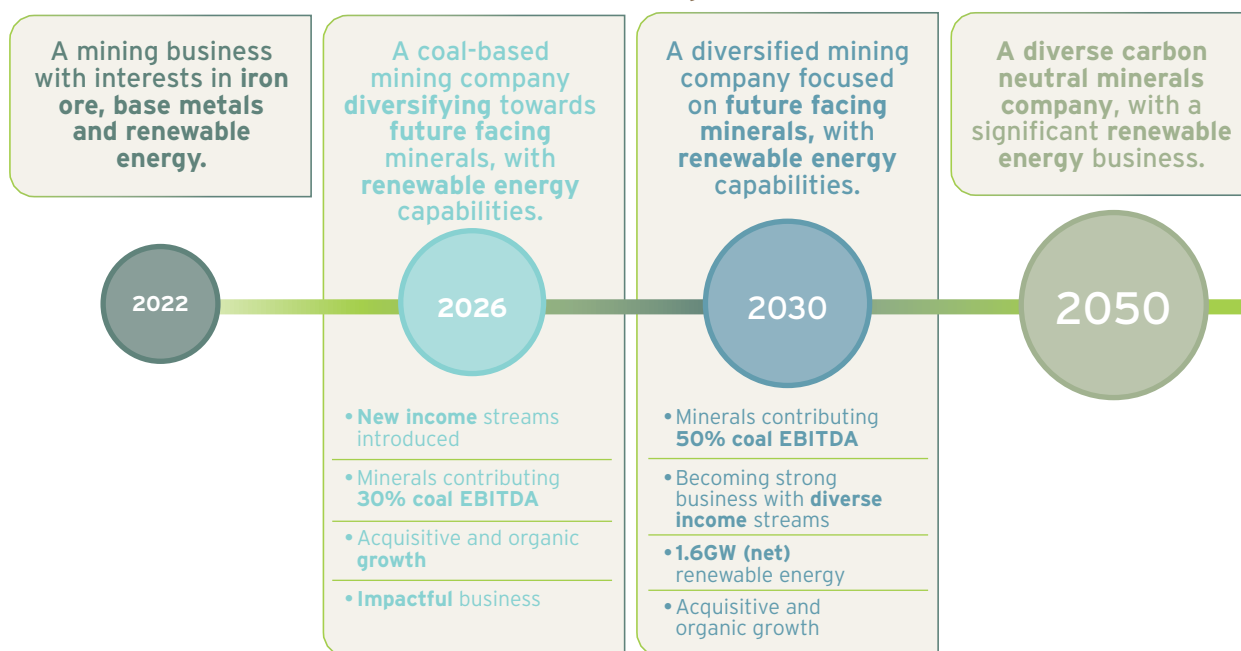 A mining business
with interests in iron
ore, base metals
and renewable
energy.
A coal-based
mining company
diversifying towards
future facing
minerals, with
renewable energy
capabilities.
A diversified mining
company focused
on future facing
minerals, with
renewable energy
capabilities.
A diverse carbon
neutral minerals
company, with a
significant renewable
energy business.
2022
2026
2030
2050
• New income streams
introduced
• Minerals contributing
30% coal EBITDA
• Acquisitive and organic
growth
• Impactful business
• Minerals contributing
50% coal EBITDA
• Becoming strong
business with diverse
income streams
• 1.6GW (net)
renewable energy
• Acquisitive and
organic growth